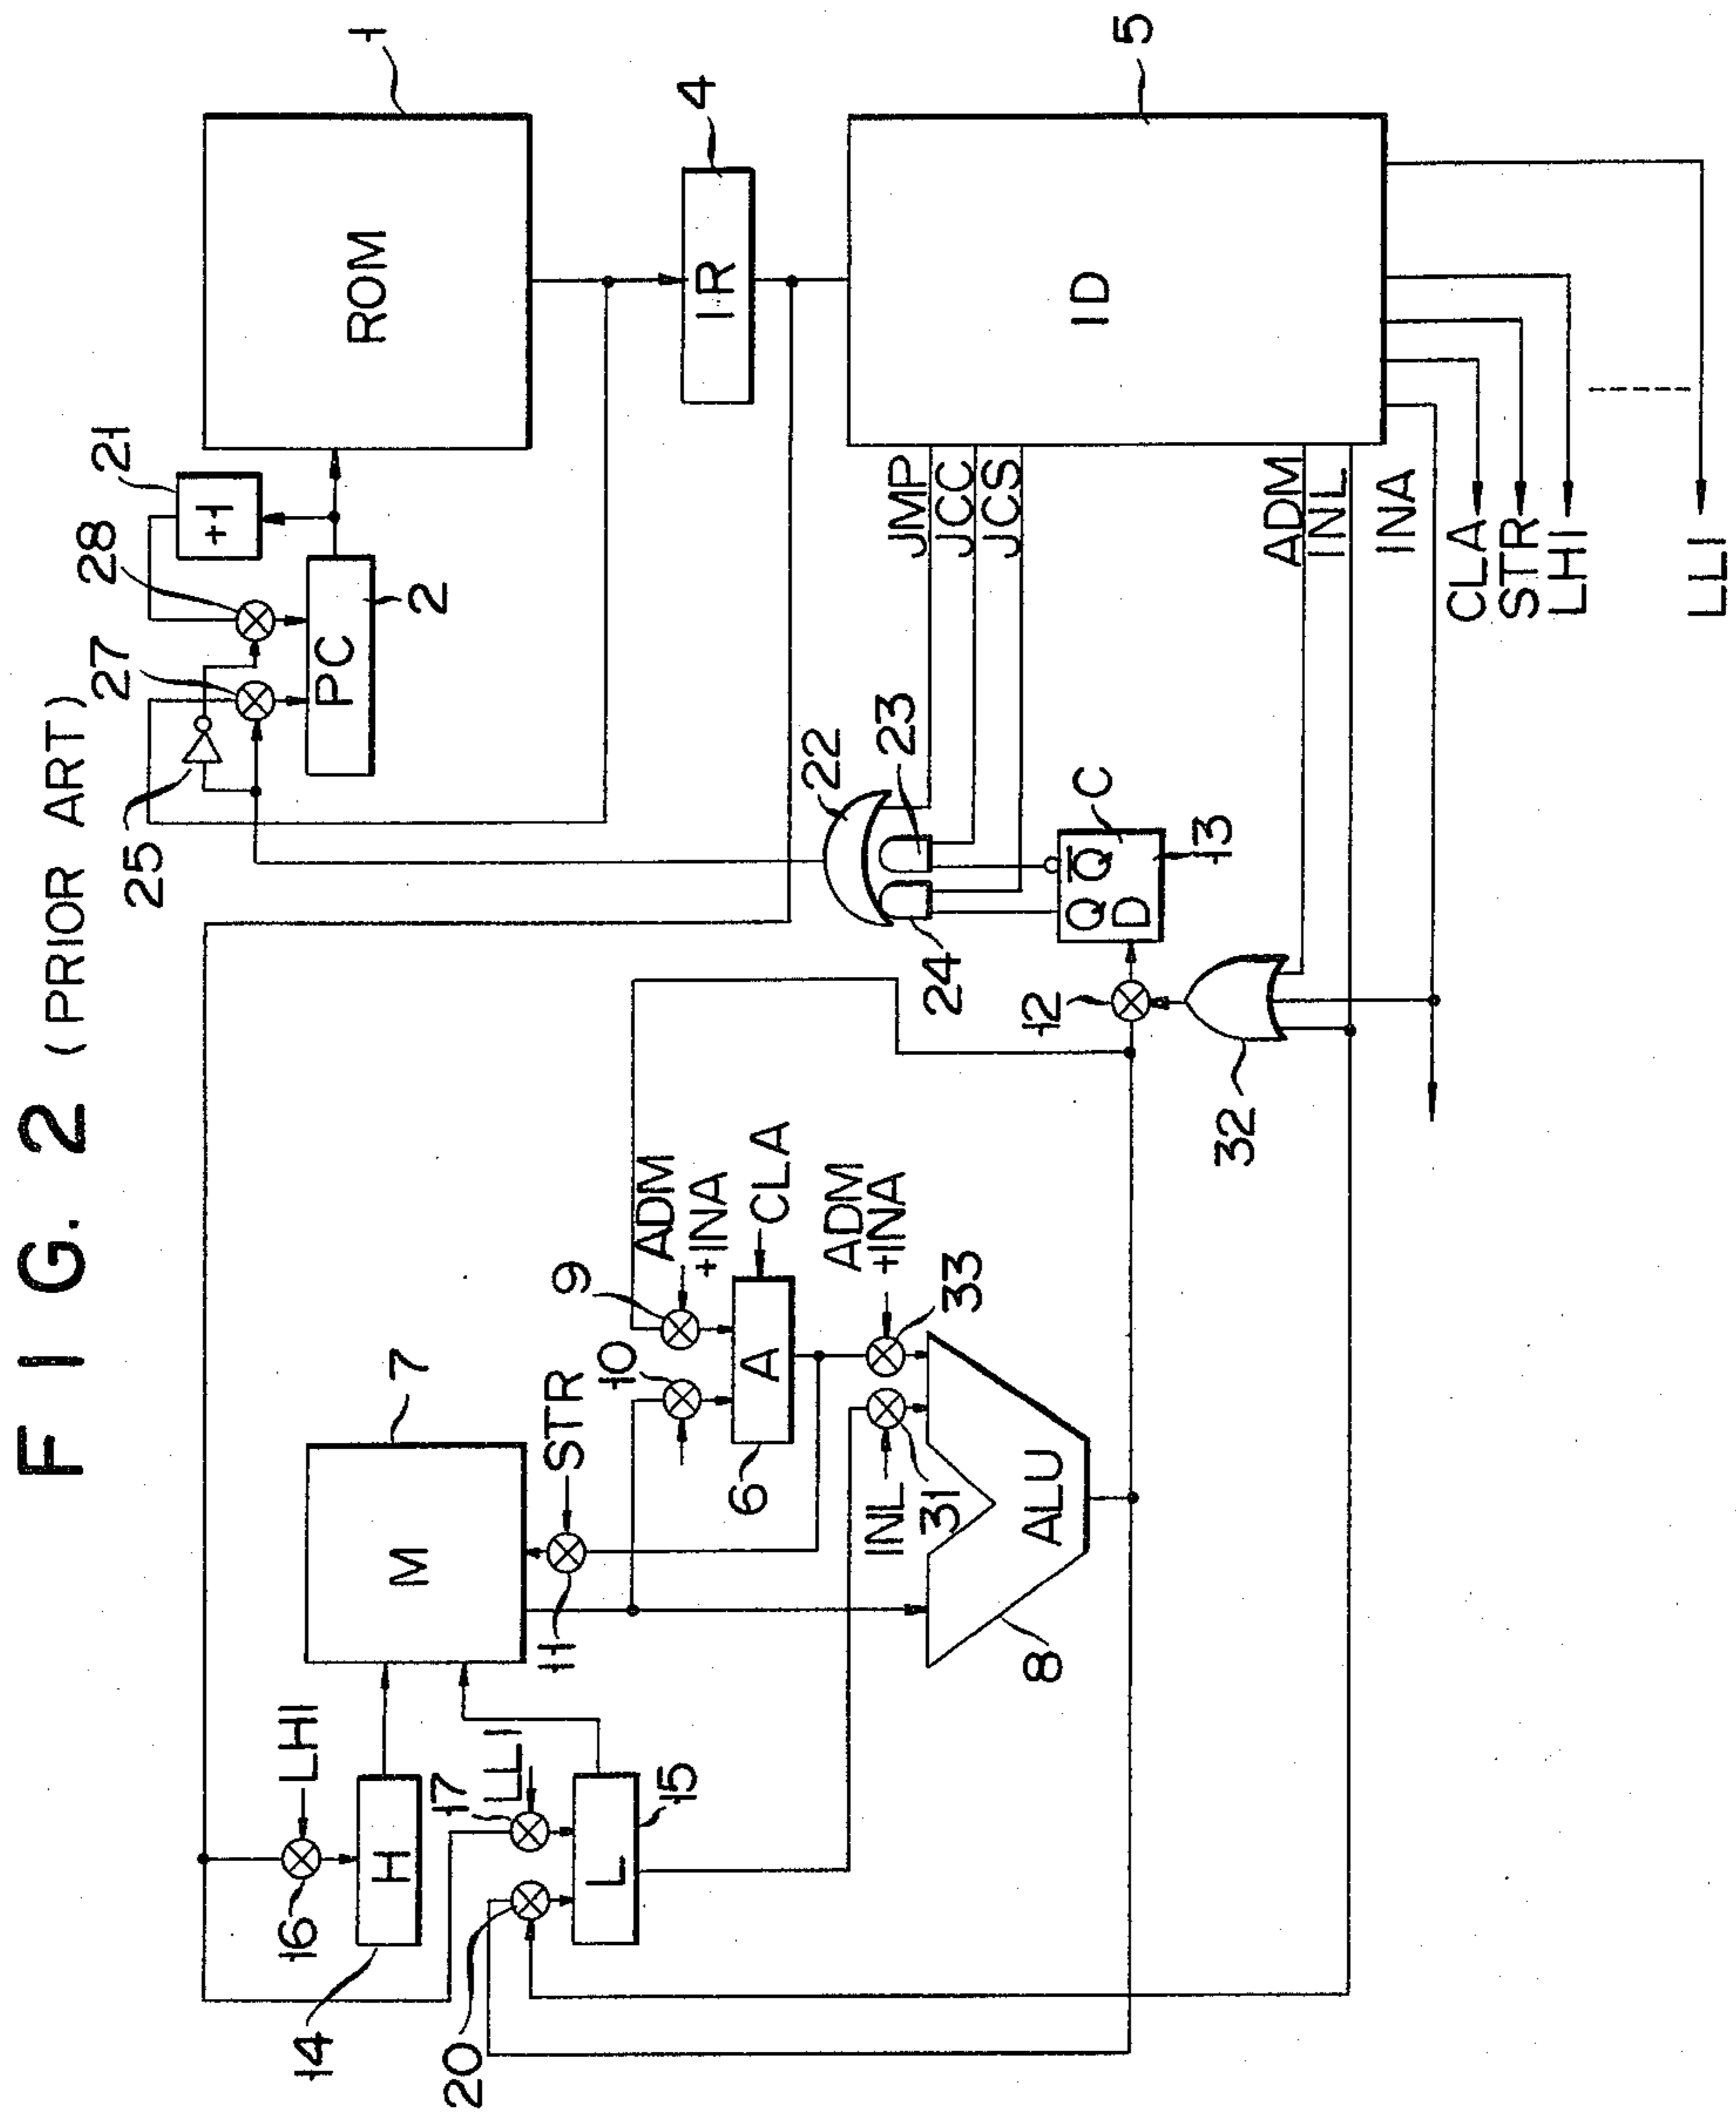 FIG. 2 (PRIOR ART)
14
16
LHI
H
20
17
LLI
L
15
7
M
11
STR
10
9
ADM
+INA
A
CLA
6
ADM
+INA
INL
31
33
ALU
8
25
27
28
21
+1
PC
2
ROM
1
IR
4
22
23
24
JMP
JCC
JCS
C
Q
Q̅
D
13
12
32
ID
5
ADM
INL
INA
CLA
STR
LHI
LLI